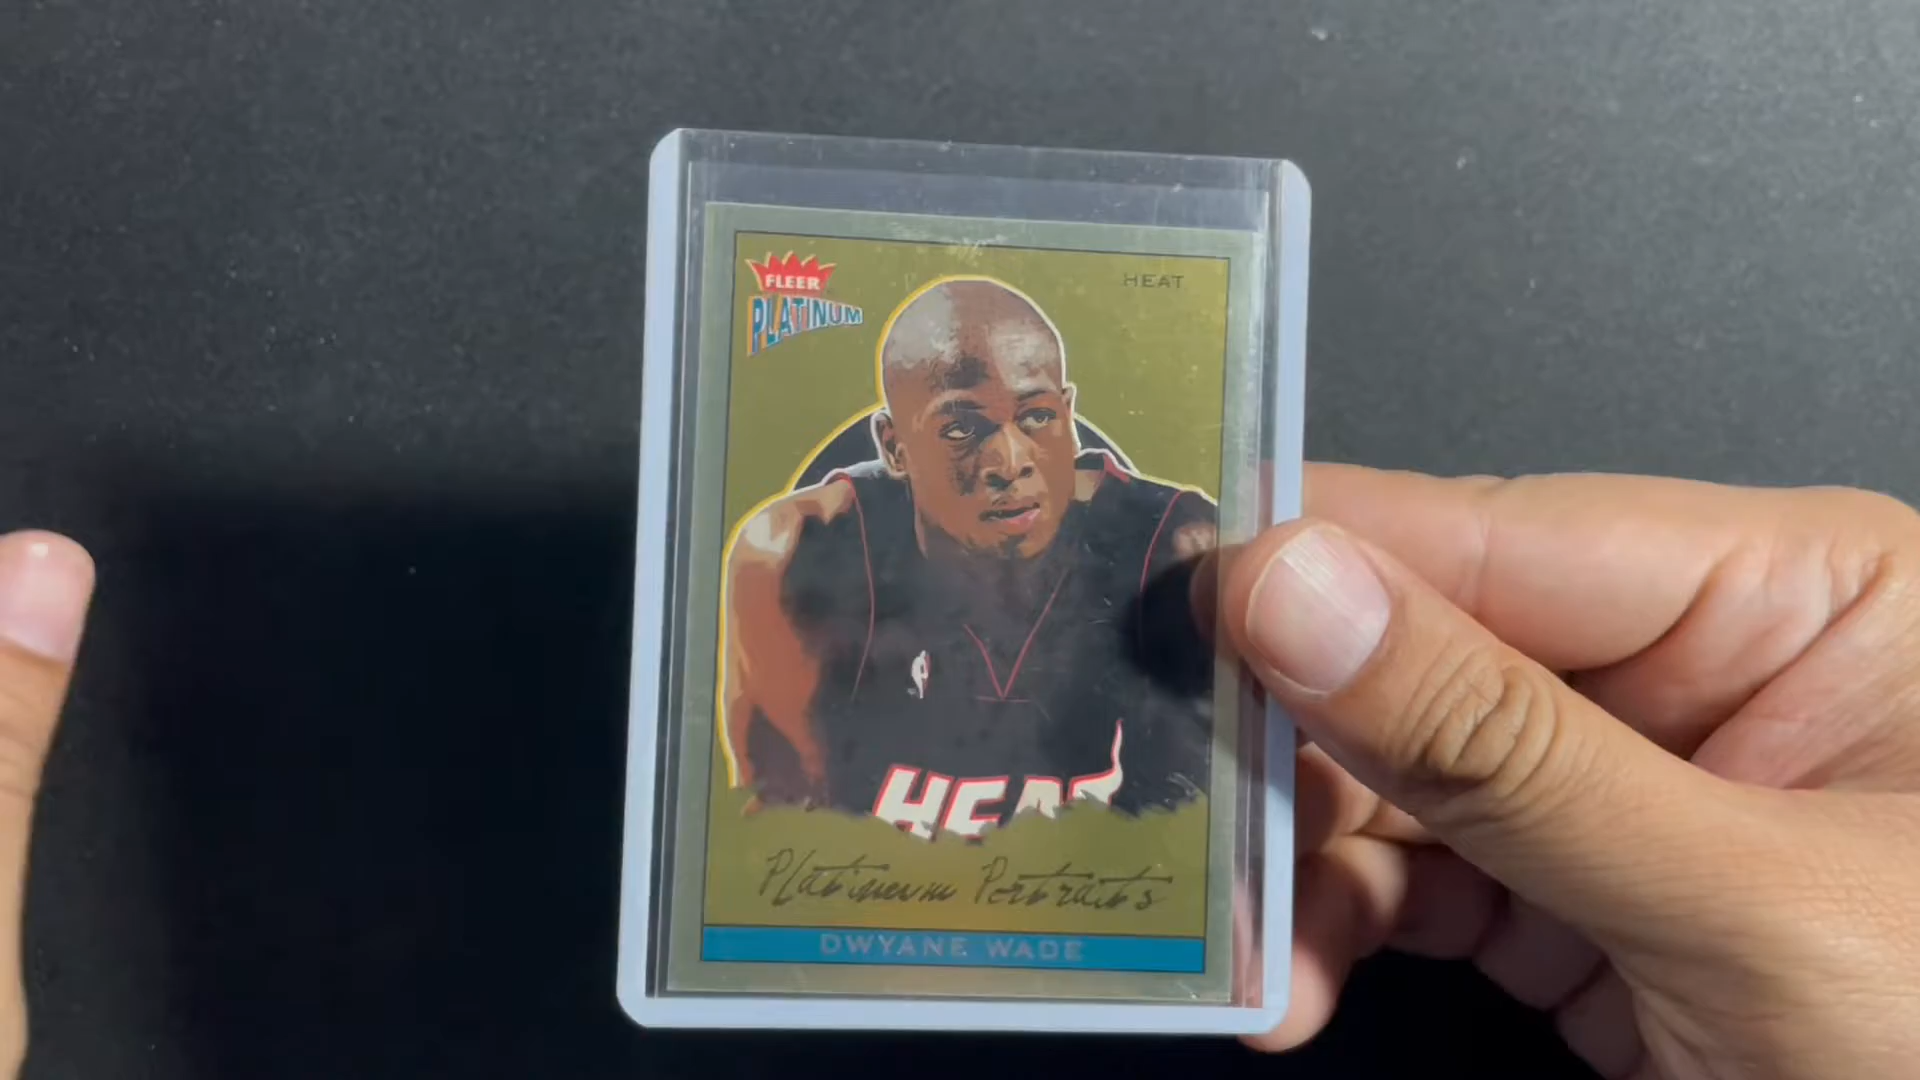 FLEER
PLATINUM
HEAT
HEAT
Platinum Portraits
DWYANE WADE